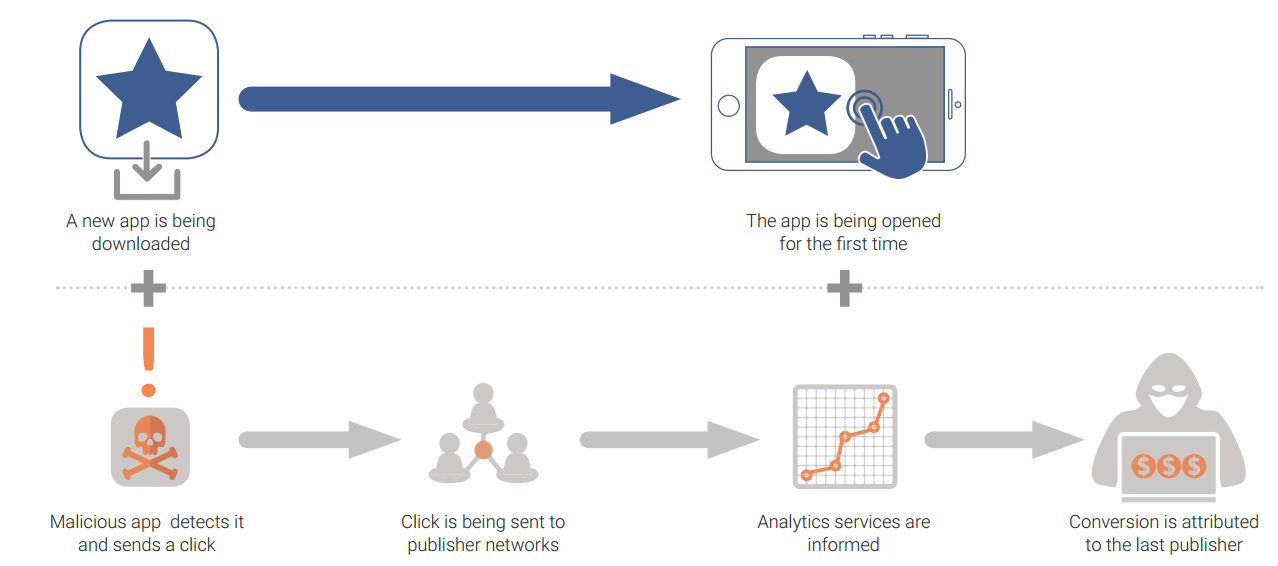 A new app is being
downloaded
The app is being opened
for the first time
Malicious app  detects it
and sends a click
Click is being sent to
publisher networks
Analytics services are
informed
Conversion is attributed
to the last publisher
$ $ $